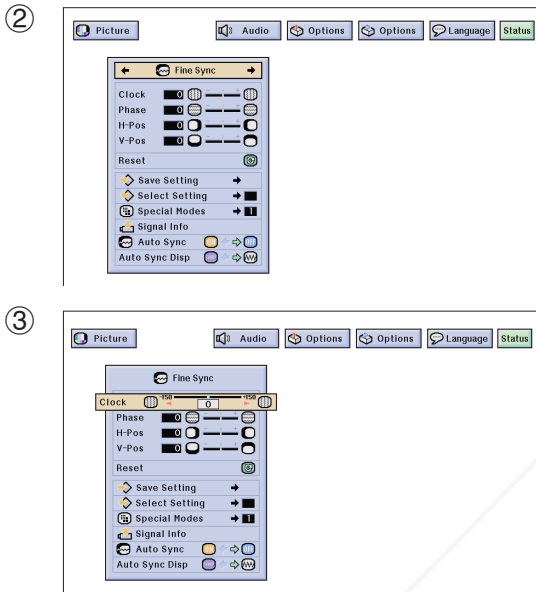 ②
Picture Audio Options Options Language Status
Fine Sync
Clock 0
Phase 0
H-Pos 0
V-Pos 0
Reset
Save Setting
Select Setting
Special Modes 1
Signal Info
Auto Sync
Auto Sync Disp
③
Picture Audio Options Options Language Status
Fine Sync
Clock -150 0 +150
Phase 0
H-Pos 0
V-Pos 0
Reset
Save Setting
Select Setting
Special Modes 1
Signal Info
Auto Sync
Auto Sync Disp